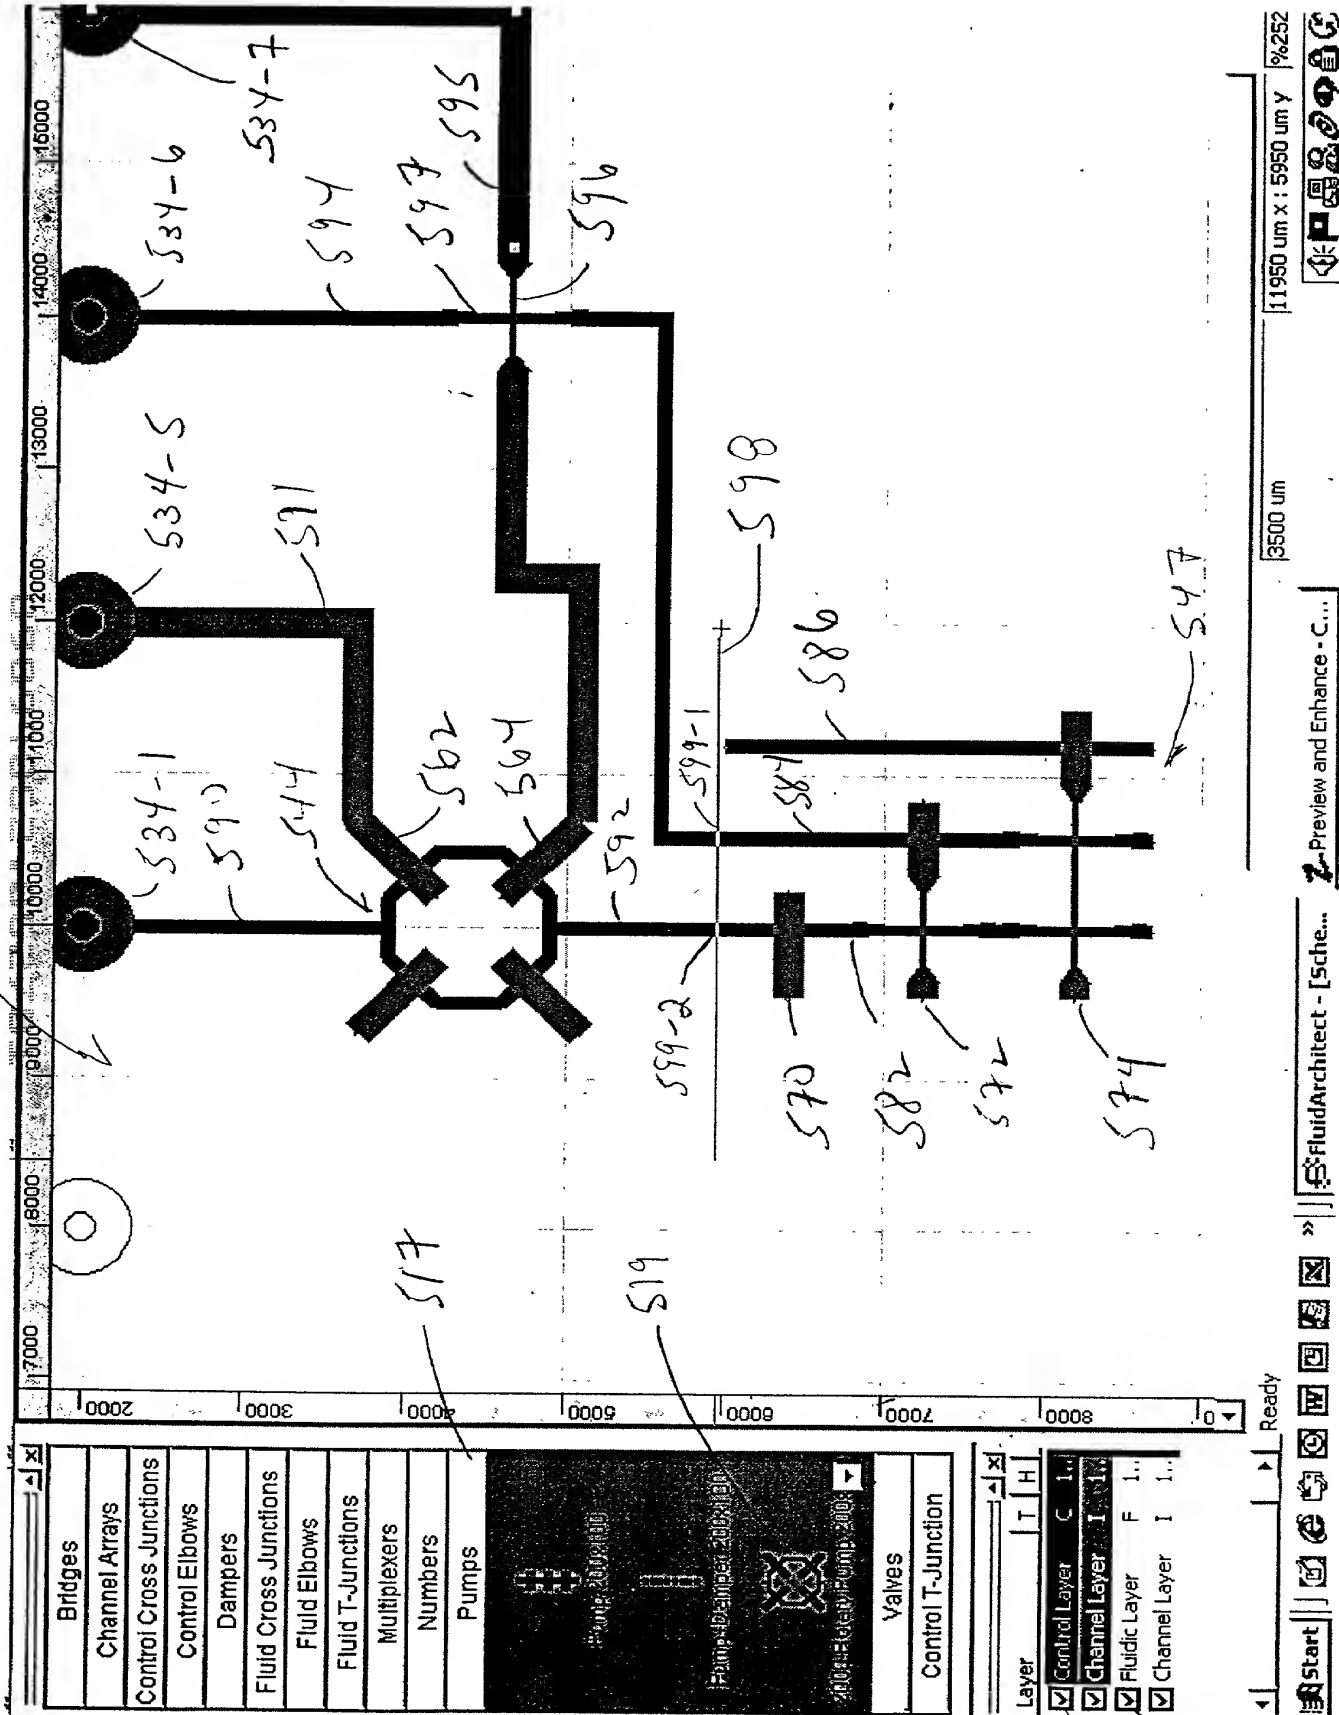 Bridges
Channel Arrays
Control Cross Junctions
Control Elbows
Dampers
Fluid Cross Junctions
Fluid Elbows
Fluid T-Junctions
Multiplexers
Numbers
Pumps
Valves
Control T-Junction
Layer T H
Control Layer C 1..
Channel Layer I 1..
Fluidic Layer F 1..
Channel Layer I 1..
7000 8000 9000 10000 11000 12000 13000 14000 15000
2000
3000
4000
5000
6000
7000
8000
534-1
534-5
534-6
534-7
590
591
594
597
595
596
544
562
564
592
599-1
599-2
598
584
586
570
582
572
574
547
517
519
Ready
3500 um
11950 um x : 5950 um y
%252
Start
»
FluidArchitect - [Sche...
Preview and Enhance - C...